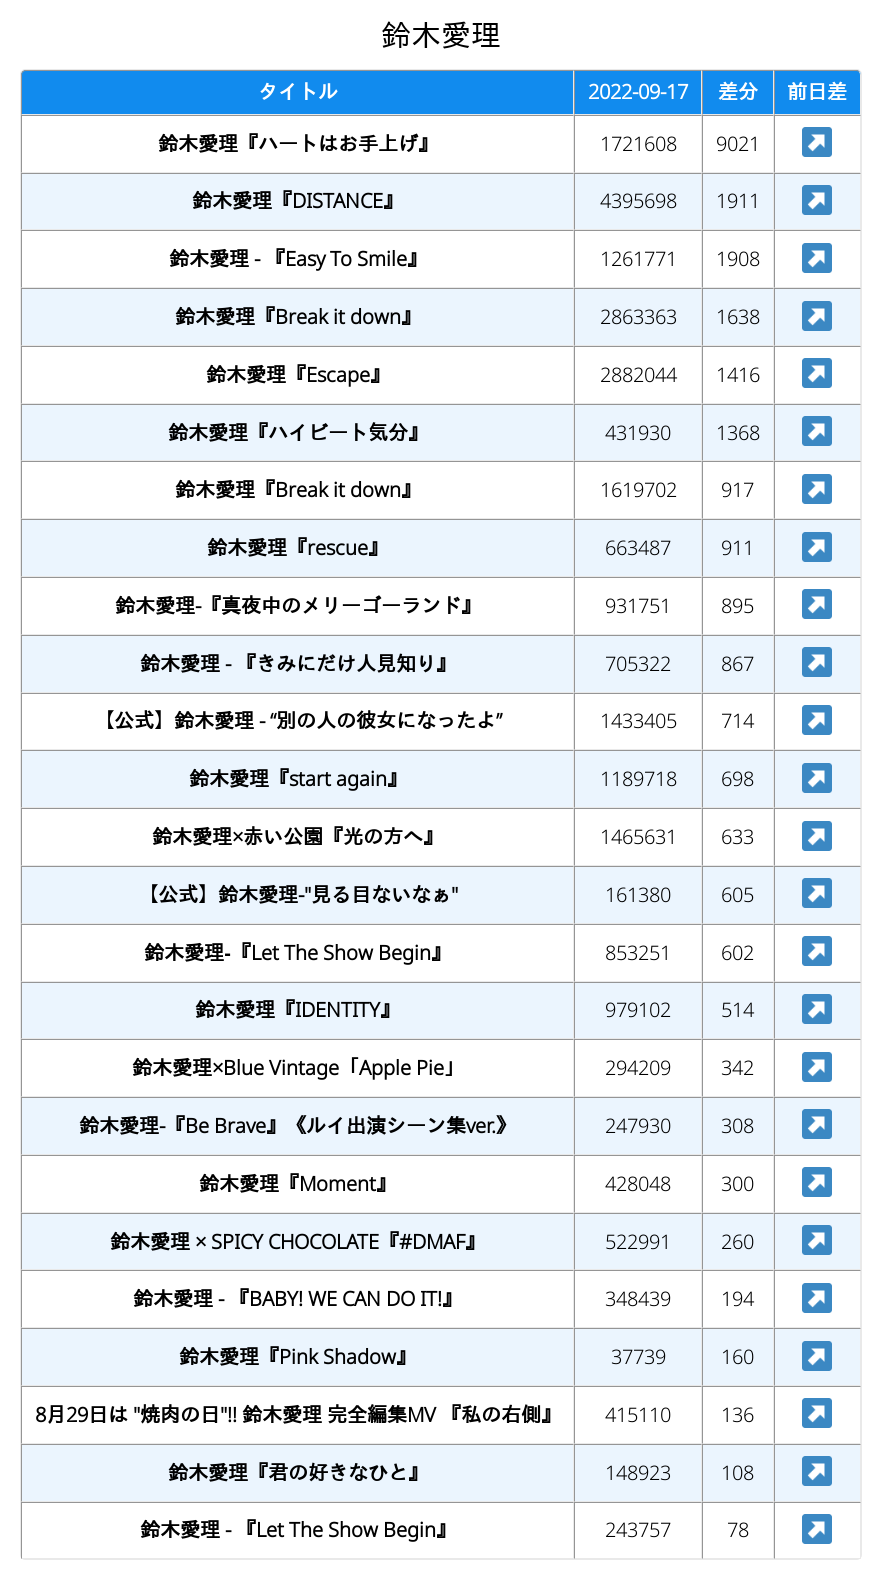 鈴木愛理
タイトル 2022-09-17 差分 前日差
鈴木愛理『ハートはお手上げ』 1721608 9021
鈴木愛理『DISTANCE』 4395698 1911
鈴木愛理 - 『Easy To Smile』 1261771 1908
鈴木愛理『Break it down』 2863363 1638
鈴木愛理『Escape』 2882044 1416
鈴木愛理『ハイビート気分』 431930 1368
鈴木愛理『Break it down』 1619702 917
鈴木愛理『rescue』 663487 911
鈴木愛理-『真夜中のメリーゴーランド』 931751 895
鈴木愛理 - 『きみにだけ人見知り』 705322 867
【公式】鈴木愛理 - “別の人の彼女になったよ” 1433405 714
鈴木愛理『start again』 1189718 698
鈴木愛理×赤い公園『光の方へ』 1465631 633
【公式】鈴木愛理-"見る目ないなぁ" 161380 605
鈴木愛理-『Let The Show Begin』 853251 602
鈴木愛理『IDENTITY』 979102 514
鈴木愛理×Blue Vintage「Apple Pie」 294209 342
鈴木愛理-『Be Brave』《ルイ出演シーン集ver.》 247930 308
鈴木愛理『Moment』 428048 300
鈴木愛理 × SPICY CHOCOLATE『#DMAF』 522991 260
鈴木愛理 - 『BABY! WE CAN DO IT!』 348439 194
鈴木愛理『Pink Shadow』 37739 160
8月29日は "焼肉の日"!! 鈴木愛理 完全編集MV 『私の右側』 415110 136
鈴木愛理『君の好きなひと』 148923 108
鈴木愛理 - 『Let The Show Begin』 243757 78